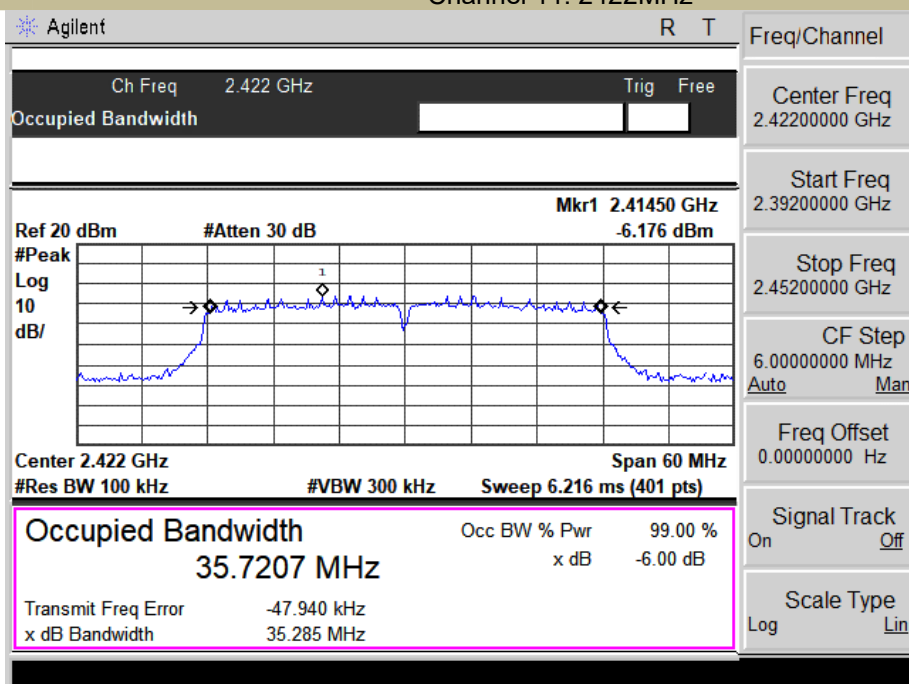 Channel 11: 2422MHz
Agilent R T
Ch Freq 2.422 GHz Trig Free
Occupied Bandwidth
Mkr1 2.41450 GHz
Ref 20 dBm #Atten 30 dB -6.176 dBm
#Peak
Log
10
dB/
1
Center 2.422 GHz Span 60 MHz
#Res BW 100 kHz #VBW 300 kHz Sweep 6.216 ms (401 pts)
Occupied Bandwidth Occ BW % Pwr 99.00 %
35.7207 MHz x dB -6.00 dB
Transmit Freq Error -47.940 kHz
x dB Bandwidth 35.285 MHz
Freq/Channel
Center Freq
2.42200000 GHz
Start Freq
2.39200000 GHz
Stop Freq
2.45200000 GHz
CF Step
6.00000000 MHz
Auto Man
Freq Offset
0.00000000 Hz
Signal Track
On Off
Scale Type
Log Lin